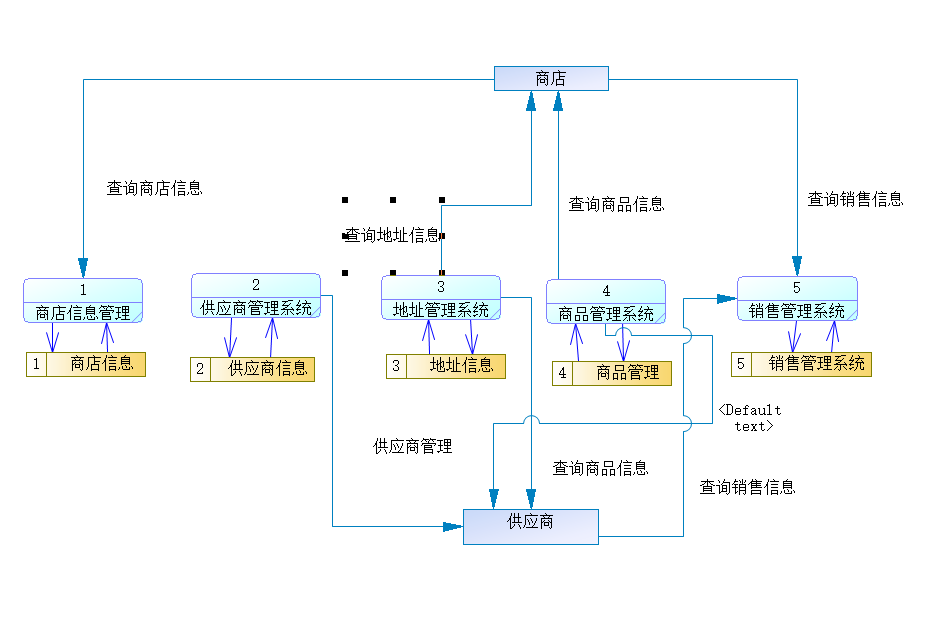 商店
查询商店信息
查询商品信息
查询销售信息
查询地址信息
1
商店信息管理
2
供应商管理系统
3
地址管理系统
4
商品管理系统
5
销售管理系统
1 商店信息
2 供应商信息
3 地址信息
4 商品管理
5 销售管理系统
<Default
text>
供应商管理
查询商品信息
查询销售信息
供应商